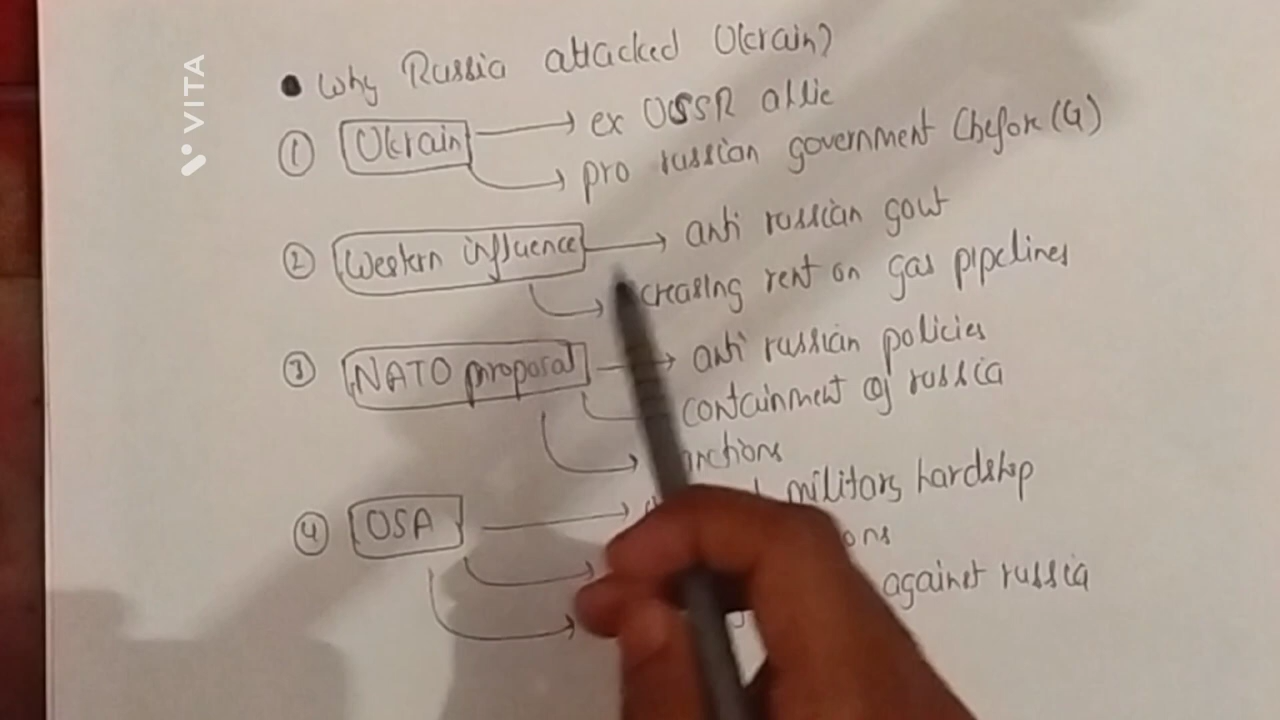 VITA
• Why Russia attacked Ukrain?
① Ukrain → ex USSR allie
→ pro russian government (before (G)
② Western influence → anti russian govt
→ creasing rent on gas pipelines
③ NATO proposal → anti russian policies
containment of russia
→ nctions
④ USA → military hardship
→ ons
→ against russia